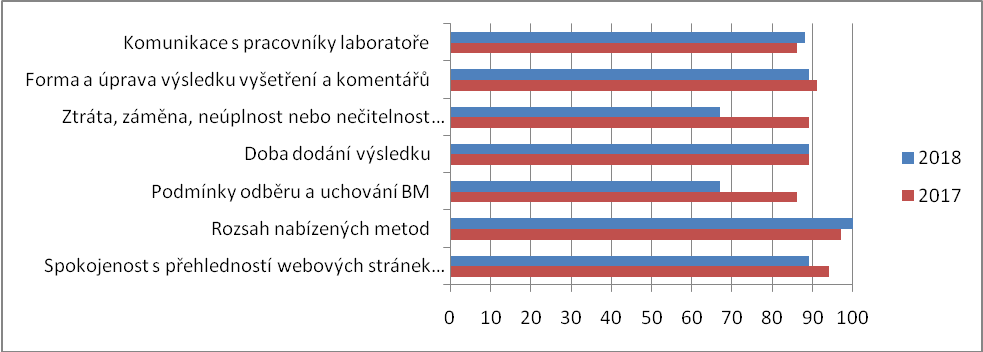 Komunikace s pracovníky laboratoře
Forma a úprava výsledku vyšetření a komentářů
Ztráta, záměna, neúplnost nebo nečitelnost...
Doba dodání výsledku
Podmínky odběru a uchování BM
Rozsah nabízených metod
Spokojenost s přehledností webových stránek...
0 10 20 30 40 50 60 70 80 90 100
2018
2017